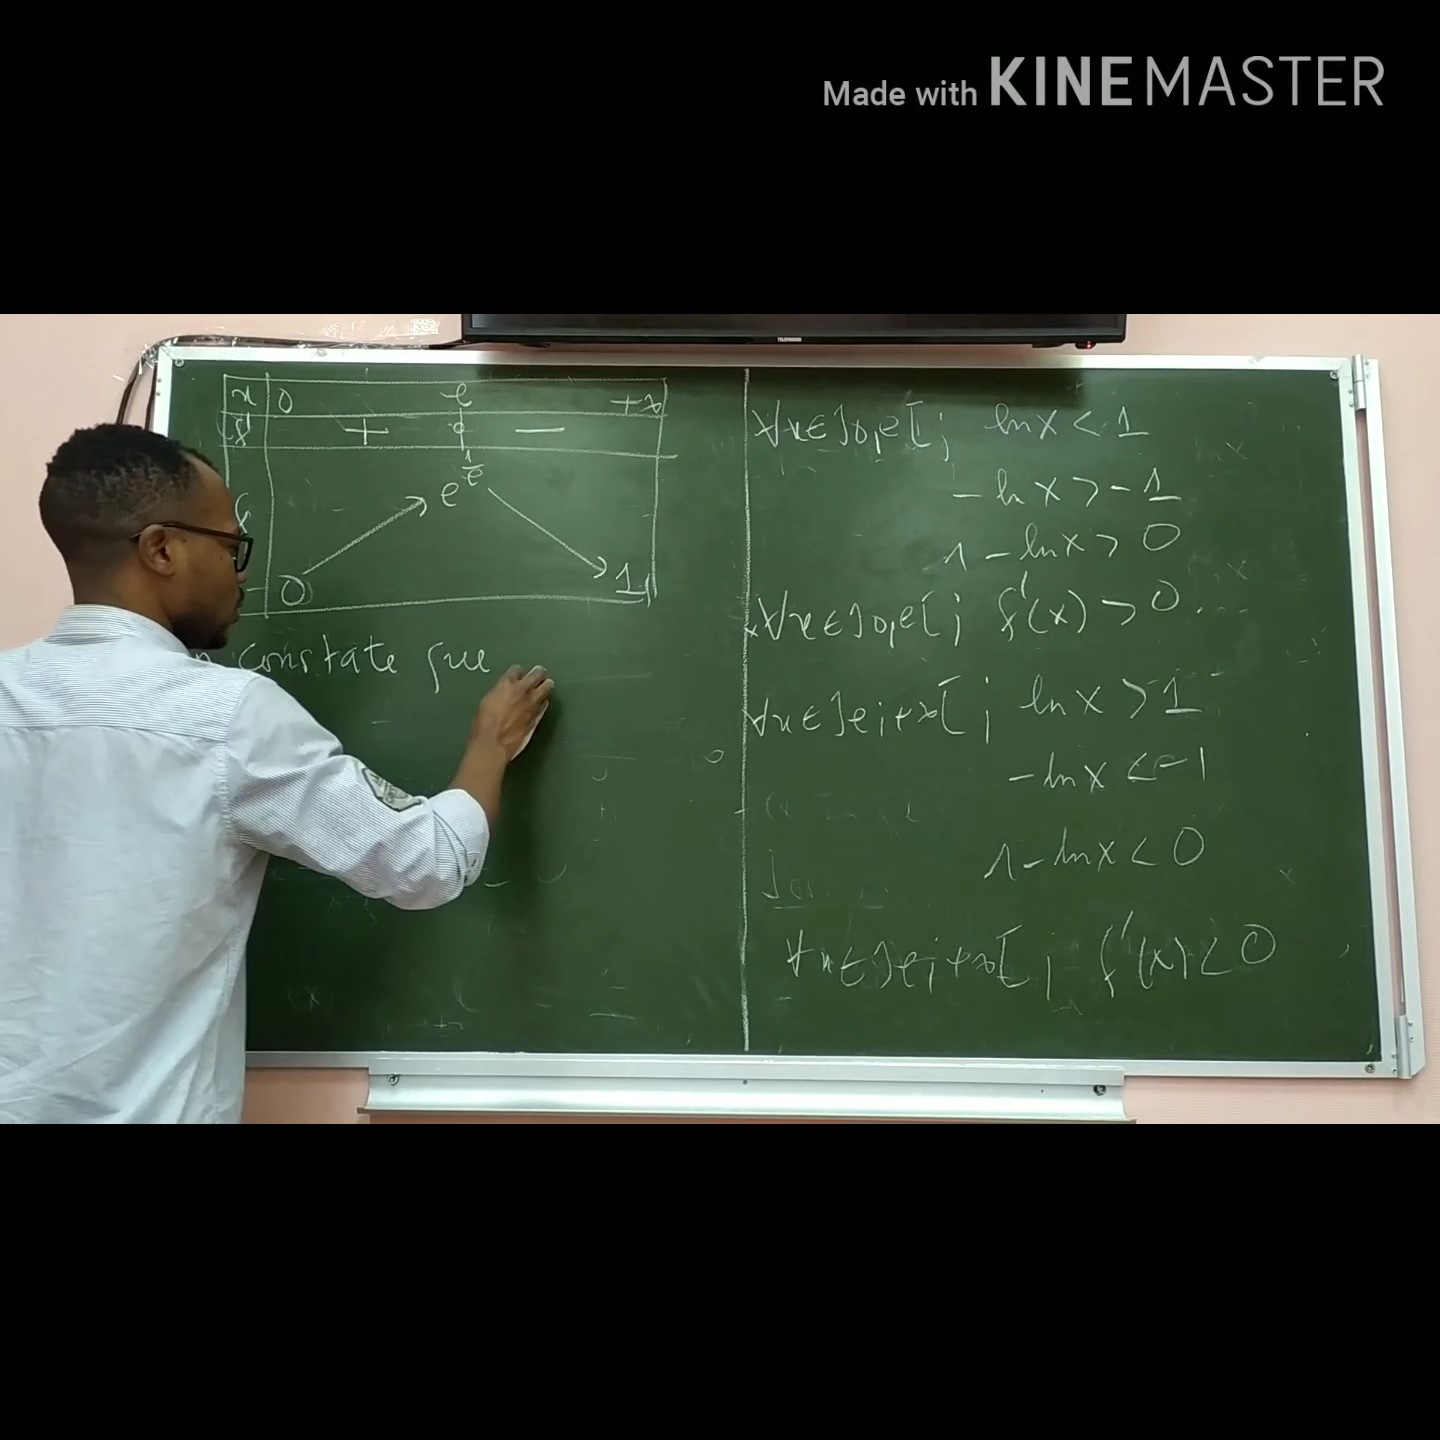 Made with KINEMASTER
x 0 e +∞
f' + 0 −
f 0 e^{1/e} 1
constate que
∀x∈]0,e[; ln x < 1
− ln x > −1
1 − ln x > 0
∀x∈]0,e[; f'(x) > 0
∀x∈]e;+∞[; ln x > 1
− ln x < −1
1 − ln x < 0
∀x∈]e;+∞[; f'(x) < 0